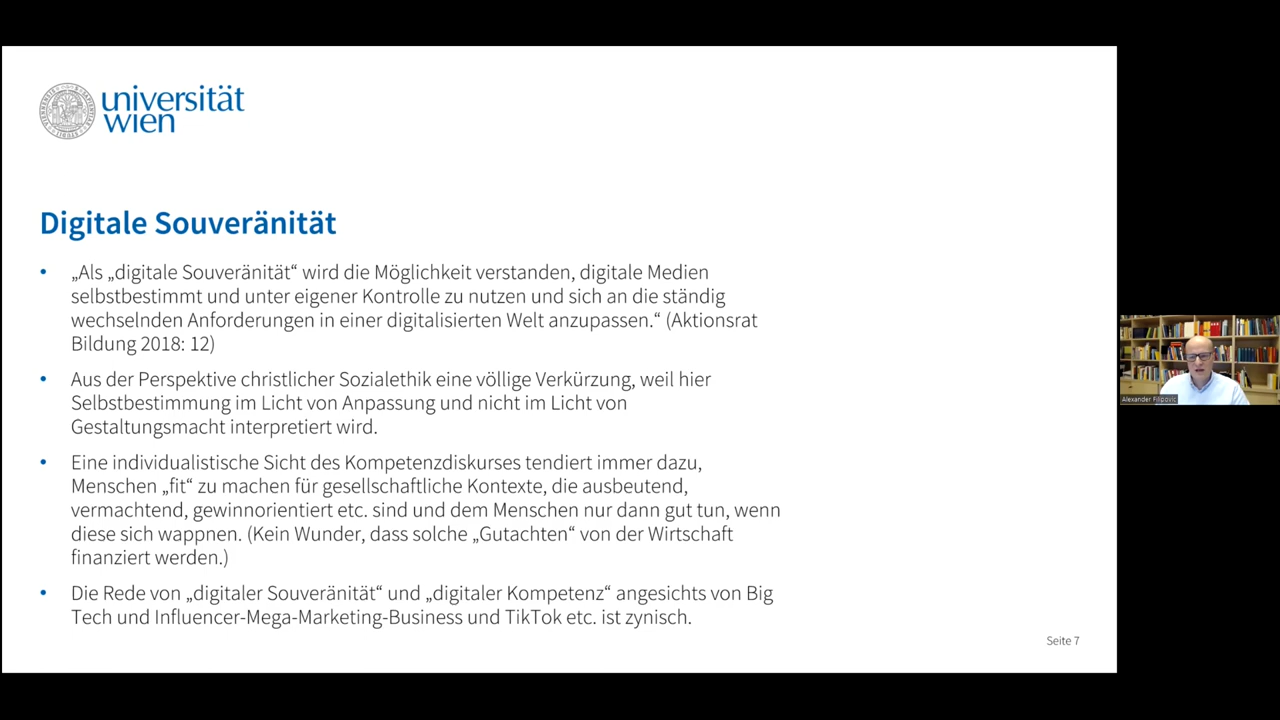 universität
wien
Digitale Souveränität
• „Als „digitale Souveränität“ wird die Möglichkeit verstanden, digitale Medien
selbstbestimmt und unter eigener Kontrolle zu nutzen und sich an die ständig
wechselnden Anforderungen in einer digitalisierten Welt anzupassen.“ (Aktionsrat
Bildung 2018: 12)
• Aus der Perspektive christlicher Sozialethik eine völlige Verkürzung, weil hier
Selbstbestimmung im Licht von Anpassung und nicht im Licht von
Gestaltungsmacht interpretiert wird.
• Eine individualistische Sicht des Kompetenzdiskurses tendiert immer dazu,
Menschen „fit“ zu machen für gesellschaftliche Kontexte, die ausbeutend,
vermachtend, gewinnorientiert etc. sind und dem Menschen nur dann gut tun, wenn
diese sich wappnen. (Kein Wunder, dass solche „Gutachten“ von der Wirtschaft
finanziert werden.)
• Die Rede von „digitaler Souveränität“ und „digitaler Kompetenz“ angesichts von Big
Tech und Influencer-Mega-Marketing-Business und TikTok etc. ist zynisch.
Seite 7
Alexander Filipovic